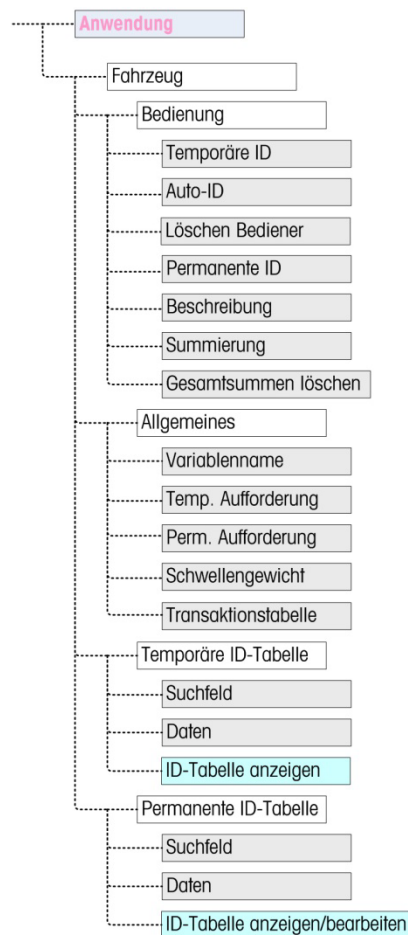 Anwendung
Fahrzeug
Bedienung
Temporäre ID
Auto-ID
Löschen Bediener
Permanente ID
Beschreibung
Summierung
Gesamtsummen löschen
Allgemeines
Variablenname
Temp. Aufforderung
Perm. Aufforderung
Schwellengewicht
Transaktionstabelle
Temporäre ID-Tabelle
Suchfeld
Daten
ID-Tabelle anzeigen
Permanente ID-Tabelle
Suchfeld
Daten
ID-Tabelle anzeigen/bearbeiten